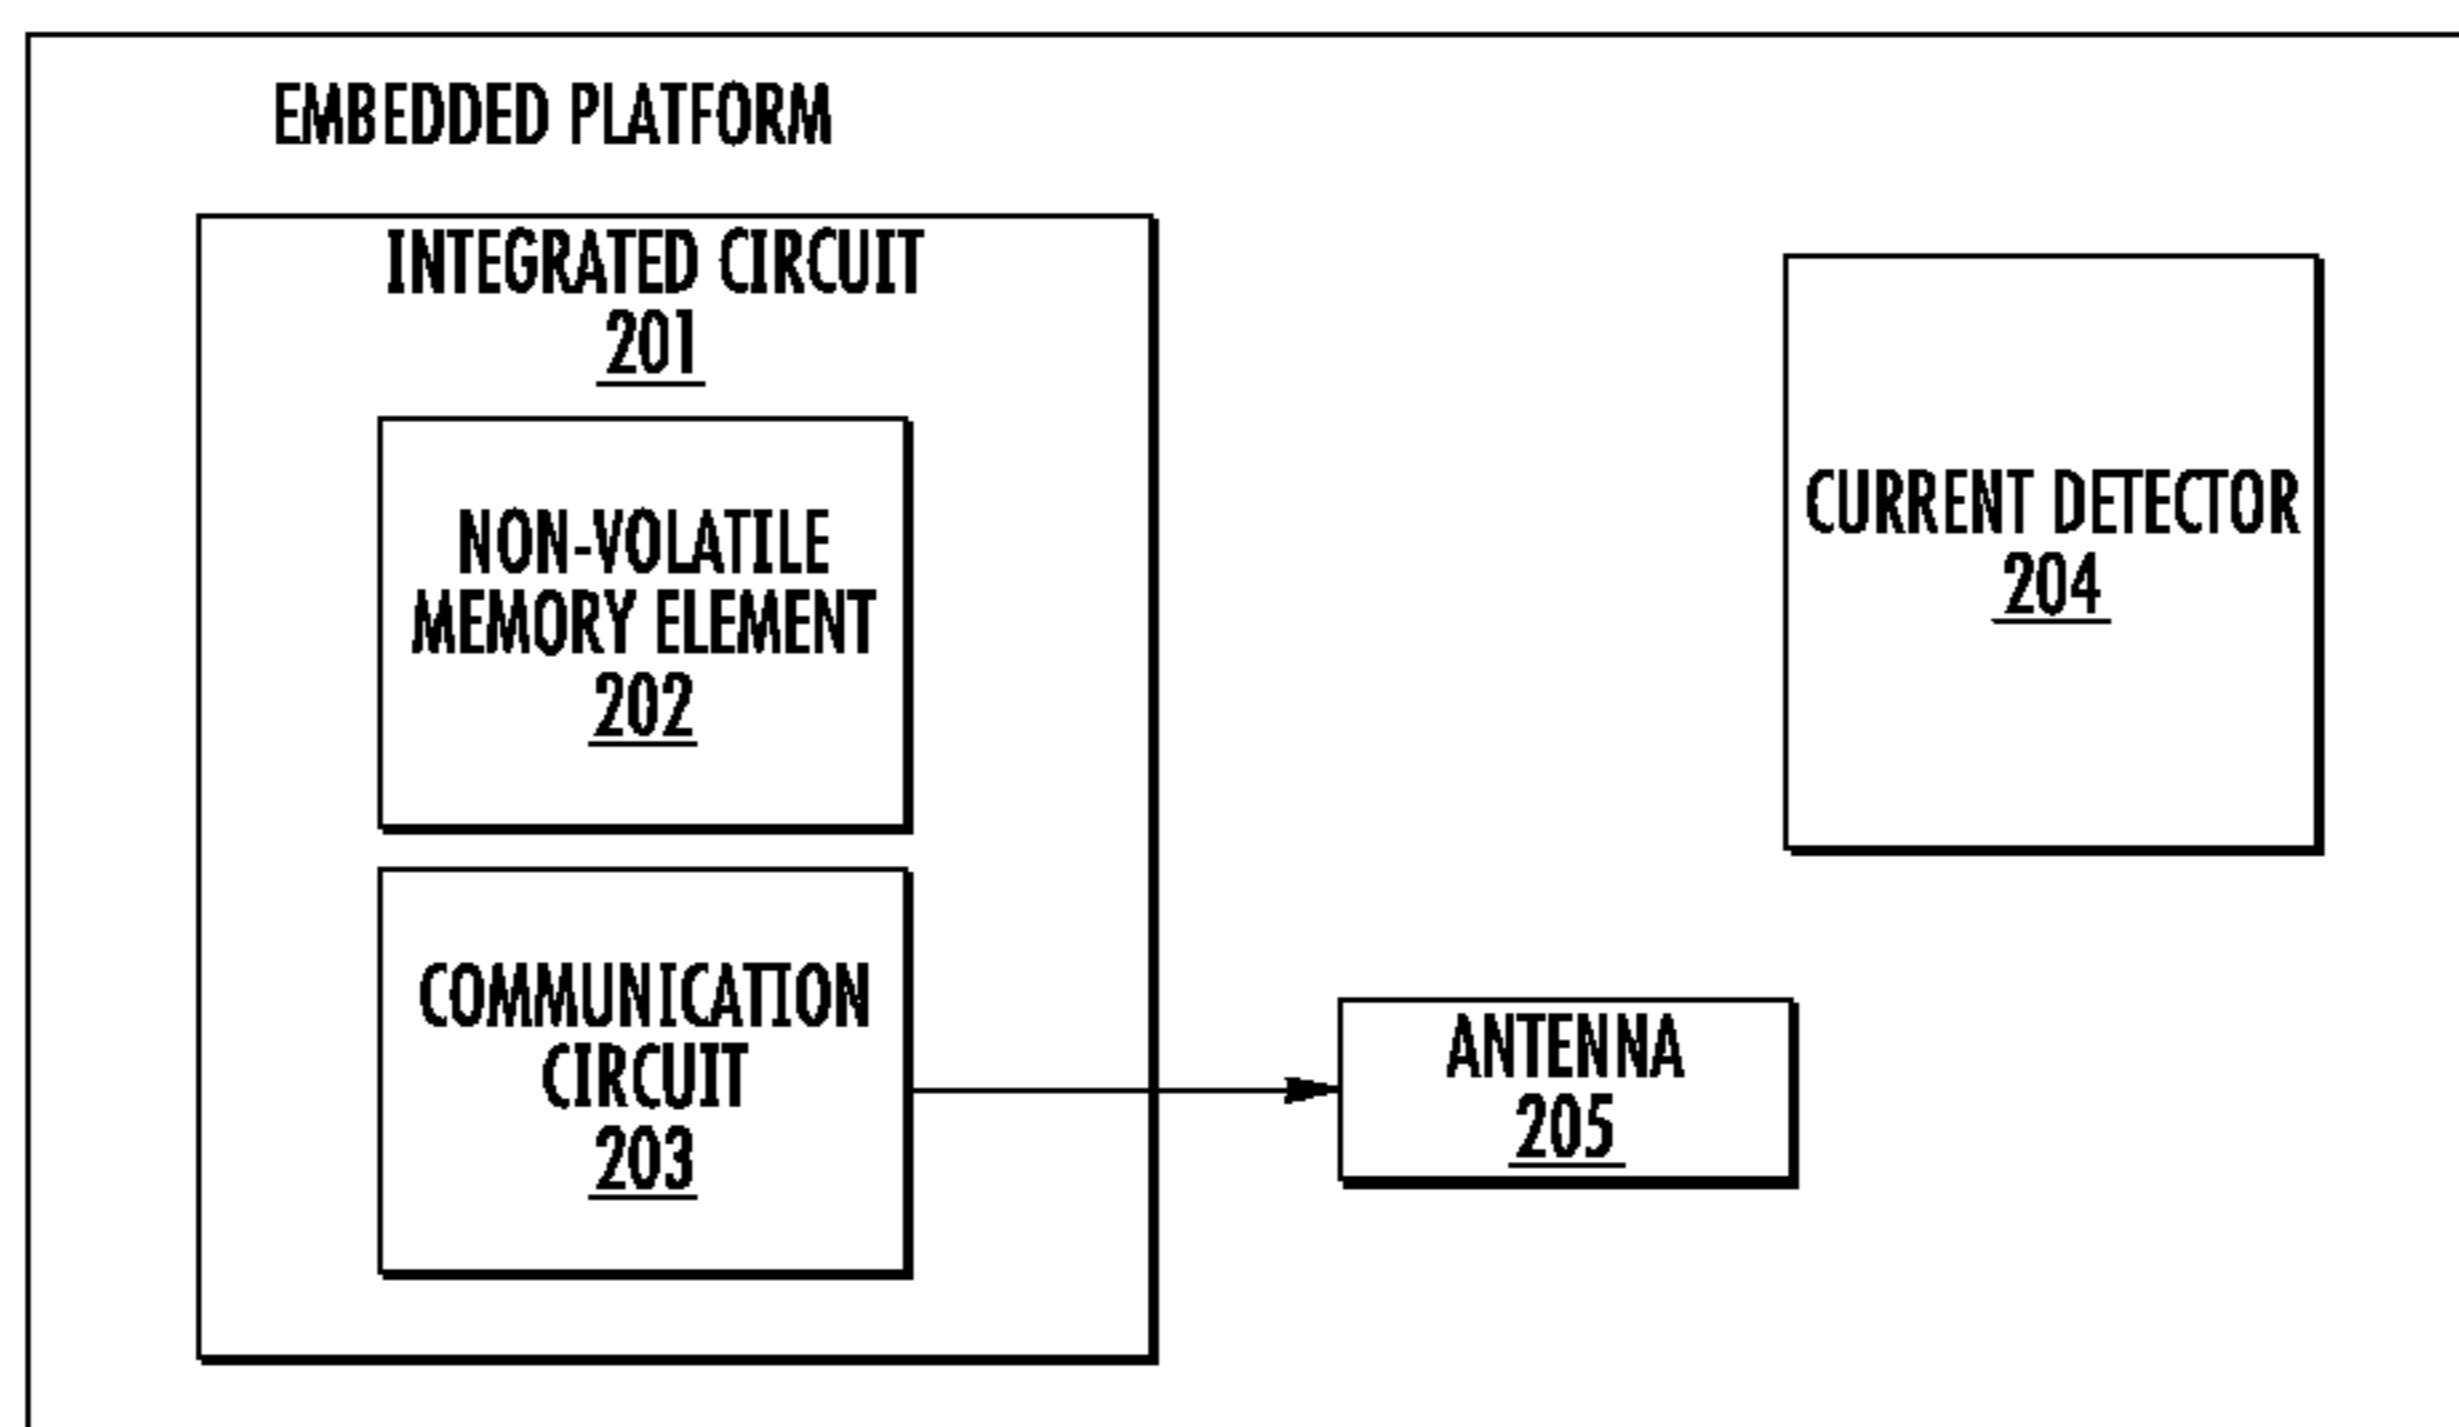 EMBEDDED PLATFORM
INTEGRATED CIRCUIT
201
NON-VOLATILE
MEMORY ELEMENT
202
COMMUNICATION
CIRCUIT
203
CURRENT DETECTOR
204
ANTENNA
205